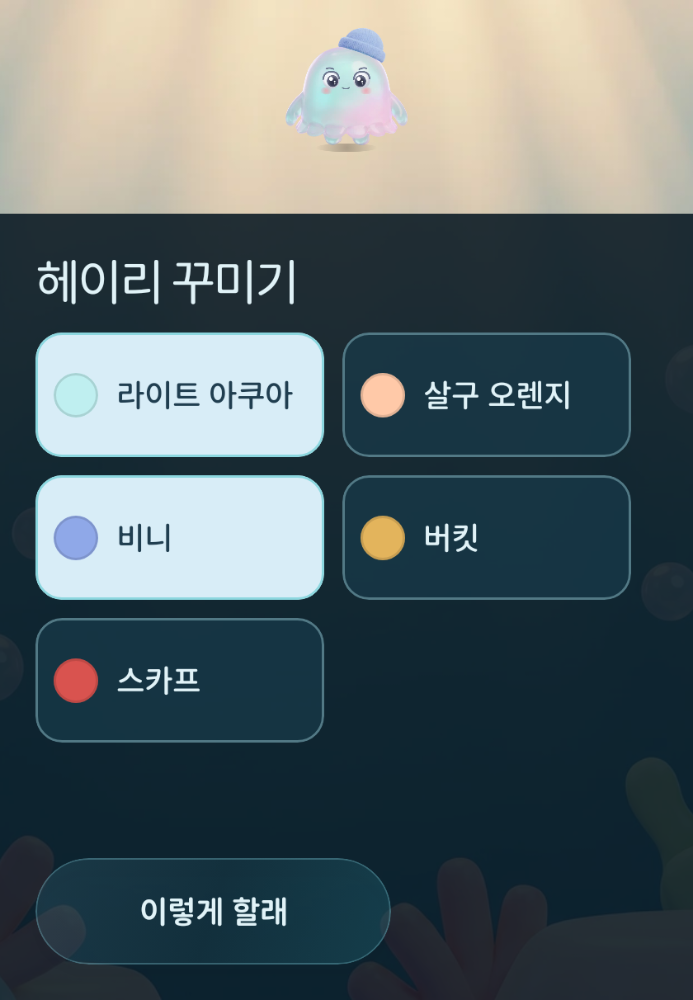 헤이리 꾸미기
라이트 아쿠아
살구 오렌지
비니
버킷
스카프
이렇게 할래